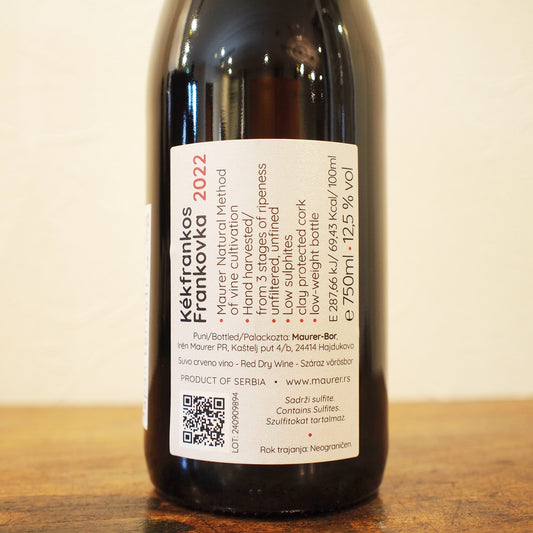 Kékfrankos
Frankovka 2022
• Maurer Natural Method
of vine cultivation
• Hand harvested/
from 3 stages of ripeness
• unfiltered, unfined
• Low sulphites
• clay protected cork
• low-weight bottle
E 287,66 kJ/ 69,43 Kcal/ 100ml
e 750ml • 12,5 % vol
Puni/Bottled/Palackozta: Maurer-Bor,
Irén Maurer PR, Kaštelj put 4/b, 24414 Hajdukovo
Suvo crveno vino - Red Dry Wine - Száraz vörösbor
PRODUCT OF SERBIA • www.maurer.rs
LOT: 240909894
Sadrži sulfite.
Contains Sulfites.
Szulfitokat tartalmaz.
•
Rok trajanja: Neograničen.